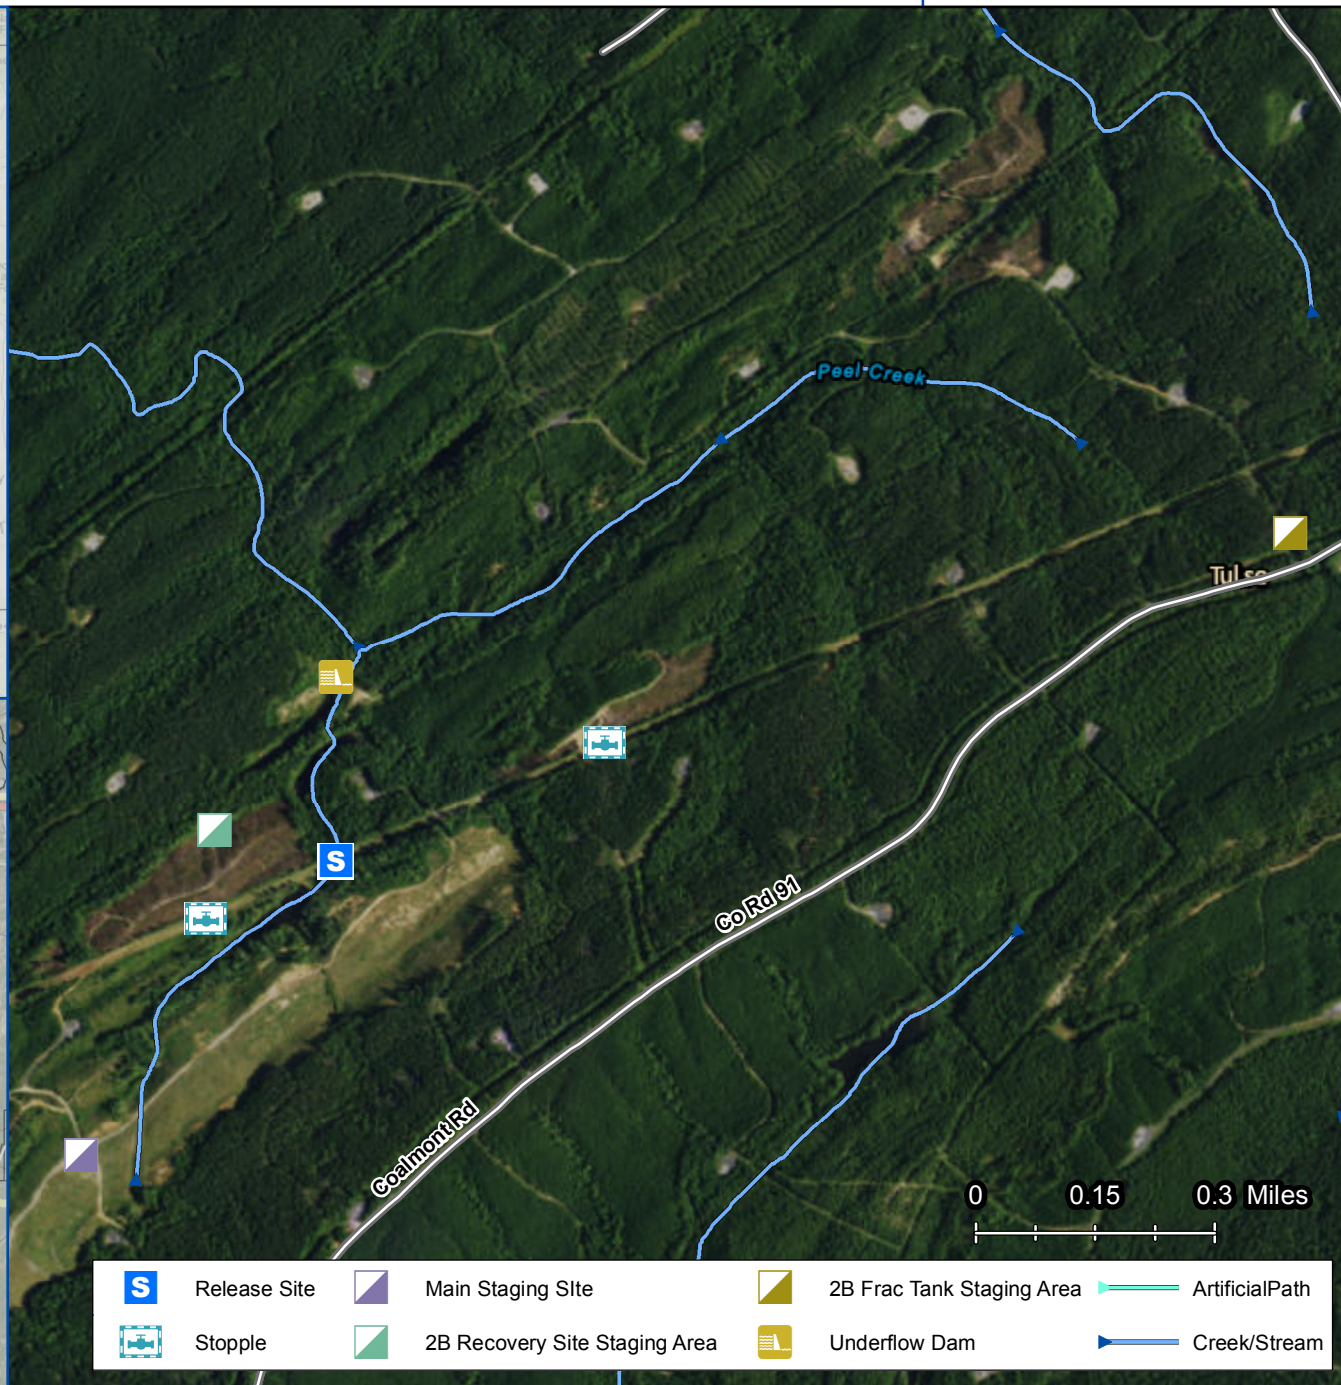 Peel Creek
Co Rd 91
Coalmont Rd
0 0.15 0.3 Miles
S
S Release Site
Main Staging SIte
2B Frac Tank Staging Area
ArtificialPath
Stopple
2B Recovery Site Staging Area
Underflow Dam
Creek/Stream